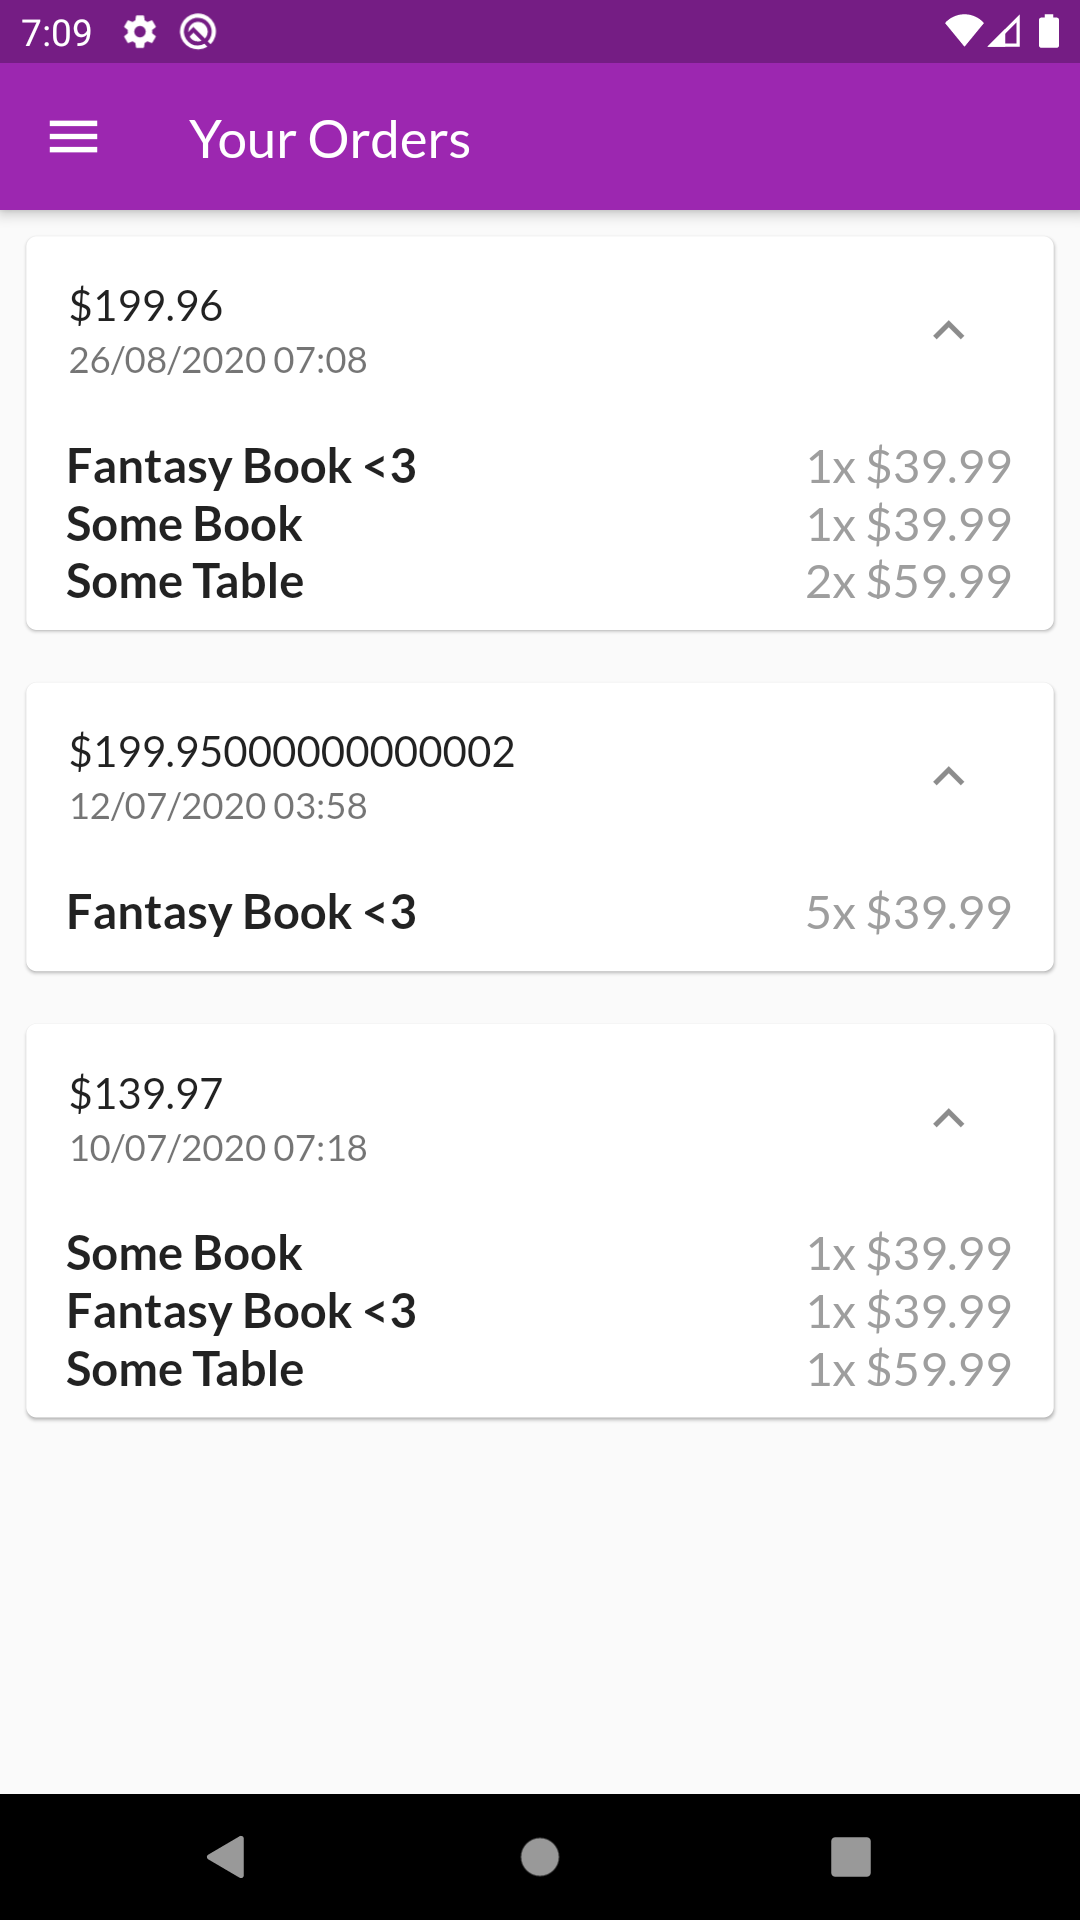 7:09
Your Orders
$199.96
26/08/2020 07:08
Fantasy Book <3 1x $39.99
Some Book 1x $39.99
Some Table 2x $59.99
$199.95000000000002
12/07/2020 03:58
Fantasy Book <3 5x $39.99
$139.97
10/07/2020 07:18
Some Book 1x $39.99
Fantasy Book <3 1x $39.99
Some Table 1x $59.99